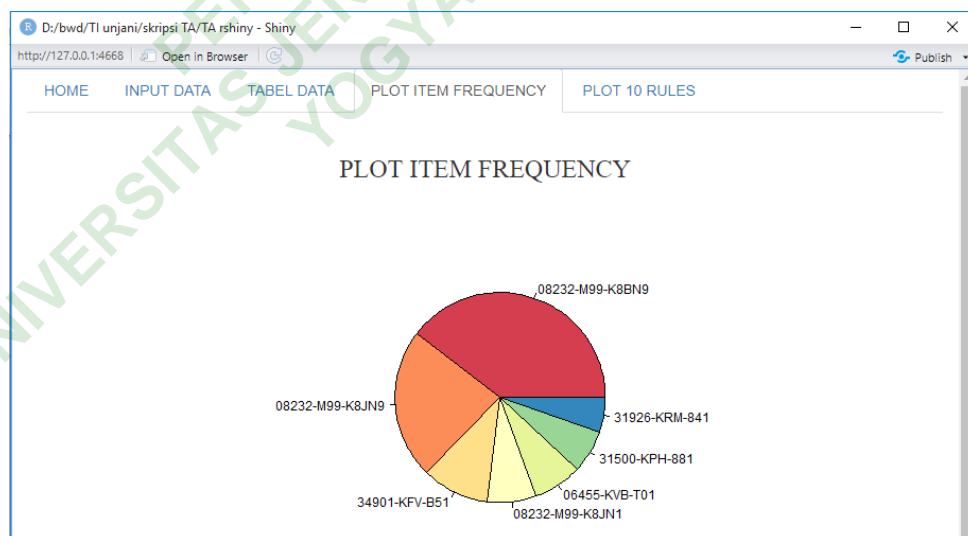 D:/bwd/TI unjani/skripsi TA/TA rshiny - Shiny
http://127.0.0.1:4668 Open in Browser Publish
HOME INPUT DATA TABEL DATA PLOT ITEM FREQUENCY PLOT 10 RULES
PLOT ITEM FREQUENCY
08232-M99-K8BN9
08232-M99-K8JN9
31926-KRM-841
31500-KPH-881
34901-KFV-B51
06455-KVB-T01
08232-M99-K8JN1